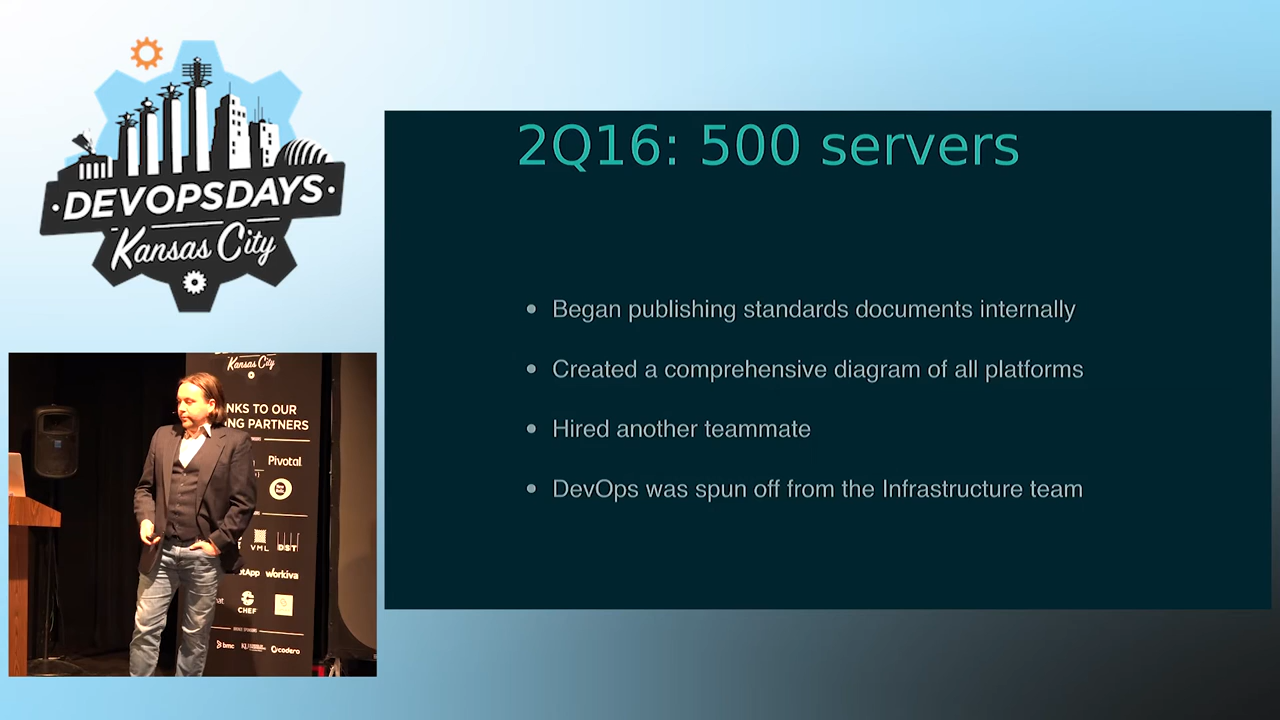 DEVOPSDAYS
Kansas City
2Q16: 500 servers
Began publishing standards documents internally
Created a comprehensive diagram of all platforms
Hired another teammate
DevOps was spun off from the Infrastructure team
Kansas City
NKS TO OUR
NG PARTNERS
Pivotal
VML
DST
tApp
workiva
CHEF
bmc
codero